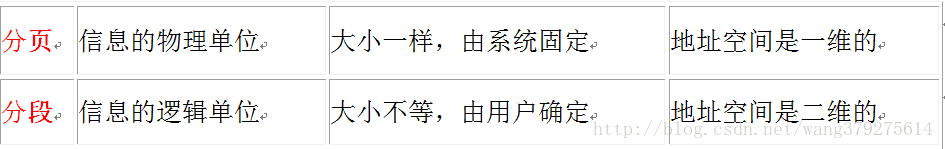 分页 信息的物理单位 大小一样，由系统固定 地址空间是一维的
分段 信息的逻辑单位 大小不等，由用户确定 地址空间是二维的
http://blog.csdn.net/wang379275614